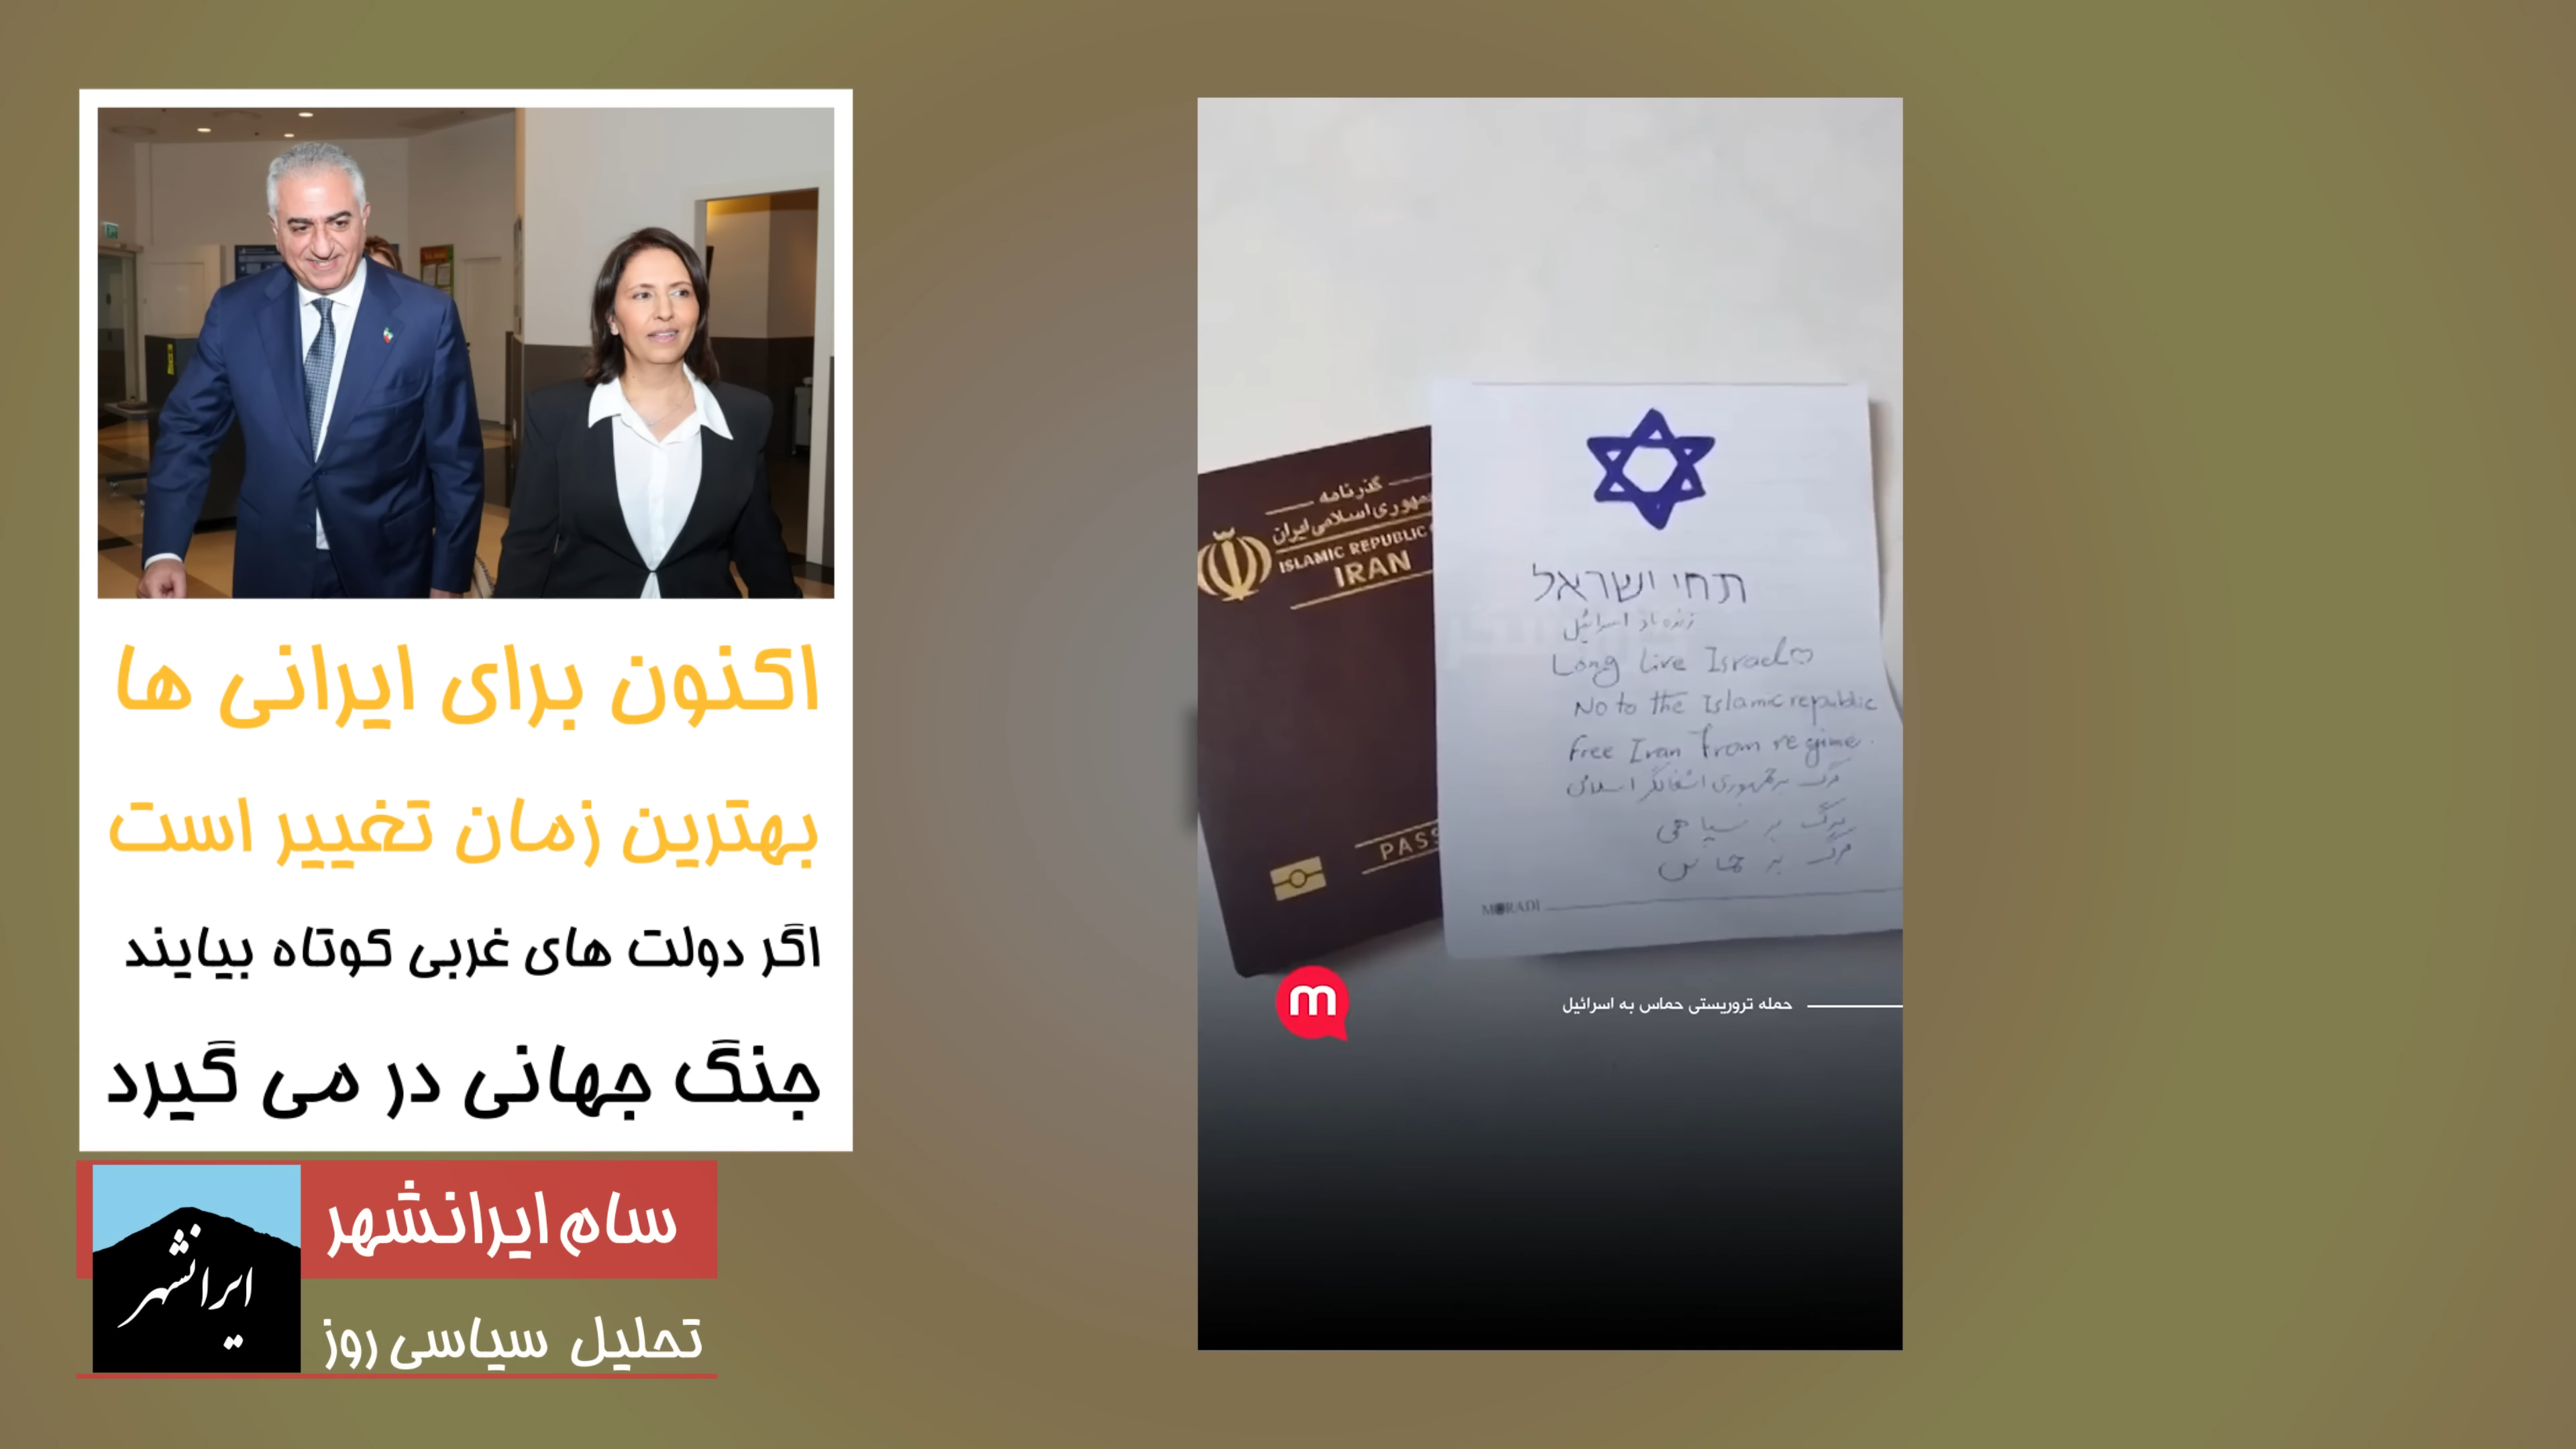 اکنون برای ایرانی ها
بهترین زمان تغییر است
اگر دولت های غربی کوتاه بیایند
جنگ جهانی در می گیرد
سام ایرانشهر
ایرانشهر
تحلیل سیاسی روز
گذرنامه
جمهوری اسلامی ایران
ISLAMIC REPUBLIC
IRAN
PASS
תחי ישראל
زنده باد اسرائیل
Long live Israel♡
No to the Islamic republic
Free Iran from regime.
مرگ بر جمهوری اشغالگر اسلامی
مرگ بر سپاهی
مرگ بر حماس
MORADI
m
حمله تروریستی حماس به اسرائیل